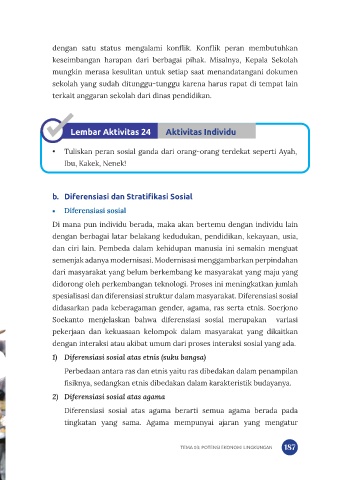 dengan satu status mengalami konflik. Konflik peran membutuhkan
keseimbangan harapan dari berbagai pihak. Misalnya, Kepala Sekolah
mungkin merasa kesulitan untuk setiap saat menandatangani dokumen
sekolah yang sudah ditunggu-tunggu karena harus rapat di tempat lain
terkait anggaran sekolah dari dinas pendidikan.
Lembar Aktivitas 24 Aktivitas Individu
• Tuliskan peran sosial ganda dari orang-orang terdekat seperti Ayah,
Ibu, Kakek, Nenek!
b. Diferensiasi dan Stratifikasi Sosial
• Diferensiasi sosial
Di mana pun individu berada, maka akan bertemu dengan individu lain
dengan berbagai latar belakang kedudukan, pendidikan, kekayaan, usia,
dan ciri lain. Pembeda dalam kehidupan manusia ini semakin menguat
semenjak adanya modernisasi. Modernisasi menggambarkan perpindahan
dari masyarakat yang belum berkembang ke masyarakat yang maju yang
didorong oleh perkembangan teknologi. Proses ini meningkatkan jumlah
spesialisasi dan diferensiasi struktur dalam masyarakat. Diferensiasi sosial
didasarkan pada keberagaman gender, agama, ras serta etnis. Soerjono
Soekanto menjelaskan bahwa diferensiasi sosial merupakan variasi
pekerjaan dan kekuasaan kelompok dalam masyarakat yang dikaitkan
dengan interaksi atau akibat umum dari proses interaksi sosial yang ada.
1) Diferensiasi sosial atas etnis (suku bangsa)
Perbedaan antara ras dan etnis yaitu ras dibedakan dalam penampilan
fisiknya, sedangkan etnis dibedakan dalam karakteristik budayanya.
2) Diferensiasi sosial atas agama
Diferensiasi sosial atas agama berarti semua agama berada pada
tingkatan yang sama. Agama mempunyai ajaran yang mengatur
TEMA 03: POTENSI EKONOMI LINGKUNGAN 187